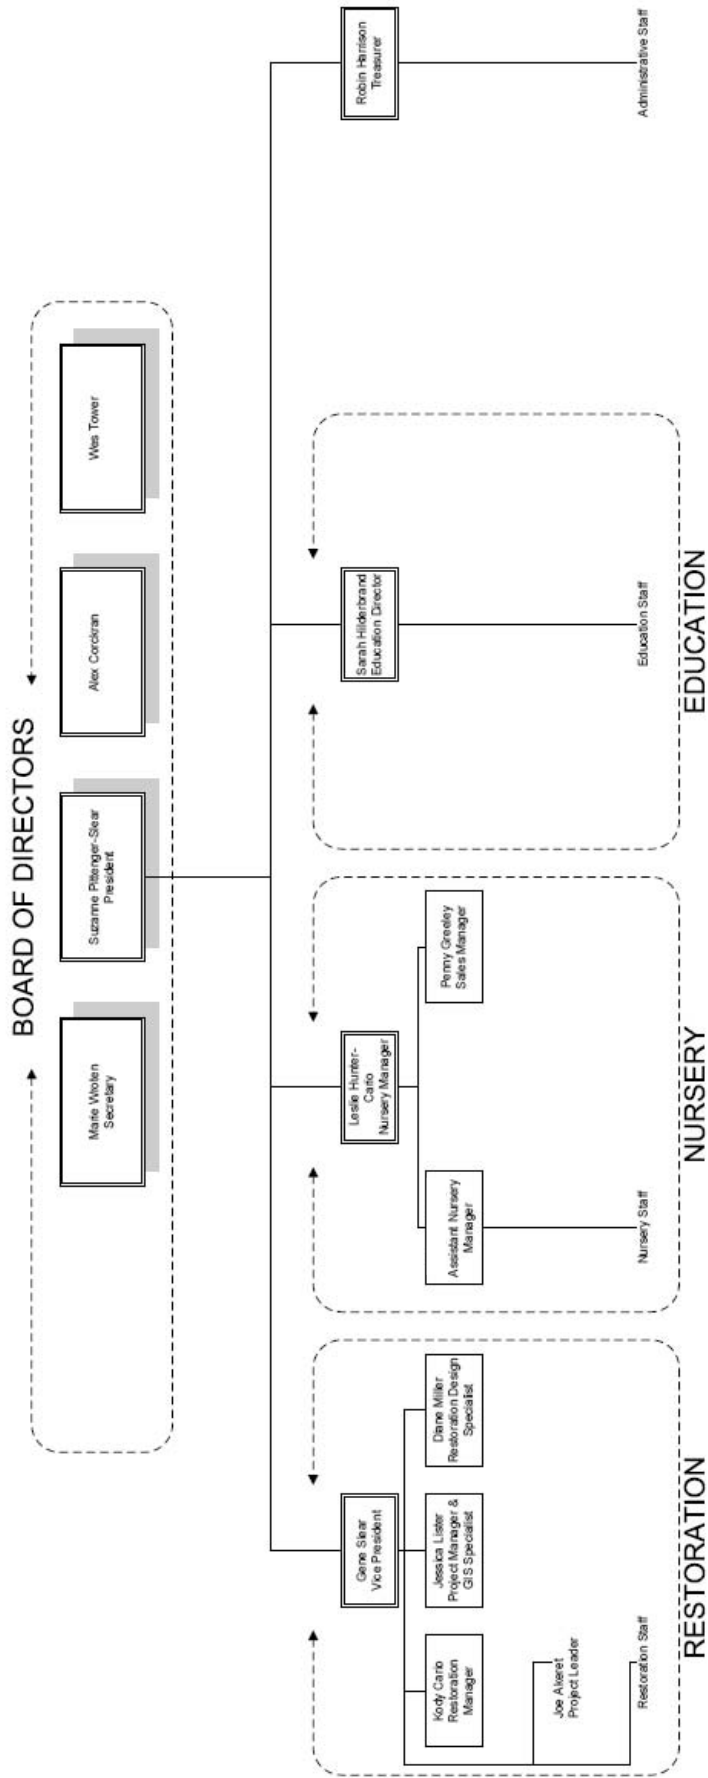 BOARD OF DIRECTORS
Marie Wroten
Secretary
Suzanne Pittenger-Slear
President
Alex Corckran
Wes Tower
Gene Slear
Vice President
Leslie Hunter-
Cario
Nursery Manager
Sarah Hilderbrand
Education Director
Robin Harrison
Treasurer
Kody Cario
Restoration
Manager
Jessica Lister
Project Manager &
GIS Specialist
Diane Miller
Restoration Design
Specialist
Assistant Nursery
Manager
Penny Greeley
Sales Manager
Joe Akeret
Project Leader
Restoration Staff
Nursery Staff
Education Staff
Administrative Staff
RESTORATION
NURSERY
EDUCATION